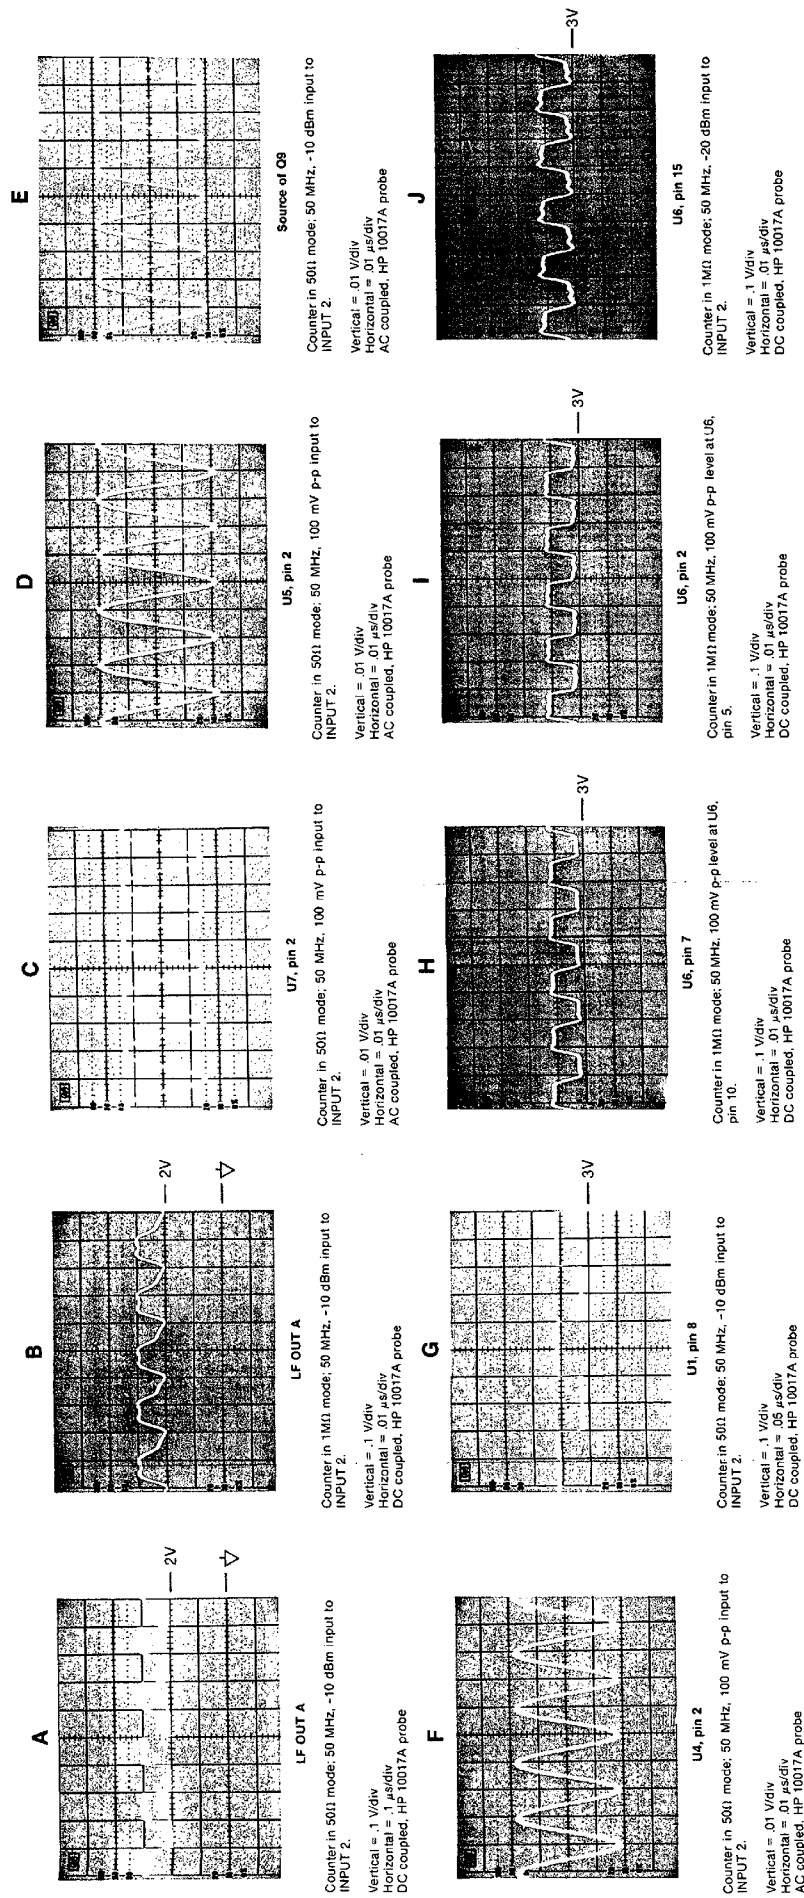 A
2V
LF OUT A
Counter in 50Ω mode; 50 MHz, -10 dBm input to
INPUT 2.
Vertical = .1 V/div
Horizontal = .1 µs/div
DC coupled, HP 10017A probe
B
2V
LF OUT A
Counter in 1MΩ mode; 50 MHz, -10 dBm input to
INPUT 2.
Vertical = .1 V/div
Horizontal = .01 µs/div
DC coupled, HP 10017A probe
C
U7, pin 2
Counter in 50Ω mode; 50 MHz, 100 mV p-p input to
INPUT 2.
Vertical = .01 V/div
Horizontal = .01 µs/div
AC coupled, HP 10017A probe
D
U5, pin 2
Counter in 50Ω mode; 50 MHz, 100 mV p-p input to
INPUT 2.
Vertical = .01 V/div
Horizontal = .01 µs/div
AC coupled, HP 10017A probe
E
Source of Q9
Counter in 50Ω mode; 50 MHz, -10 dBm input to
INPUT 2.
Vertical = .01 V/div
Horizontal = .01 µs/div
AC coupled, HP 10017A probe
F
U4, pin 2
Counter in 50Ω mode; 50 MHz, 100 mV p-p input to
INPUT 2.
Vertical = .01 V/div
Horizontal = .01 µs/div
AC coupled, HP 10017A probe
G
3V
U1, pin 8
Counter in 50Ω mode; 50 MHz, -10 dBm input to
INPUT 2.
Vertical = .1 V/div
Horizontal = .05 µs/div
DC coupled, HP 10017A probe
H
3V
U6, pin 7
Counter in 1MΩ mode; 50 MHz, 100 mV p-p level at U6,
pin 10.
Vertical = .1 V/div
Horizontal = .01 µs/div
DC coupled, HP 10017A probe
I
3V
U6, pin 2
Counter in 1MΩ mode; 50 MHz, 100 mV p-p level at U6,
pin 5.
Vertical = .1 V/div
Horizontal = .01 µs/div
DC coupled, HP 10017A probe
J
3V
U6, pin 15
Counter in 1MΩ mode; 50 MHz, -20 dBm input to
INPUT 2.
Vertical = .1 V/div
Horizontal = .01 µs/div
DC coupled, HP 10017A probe